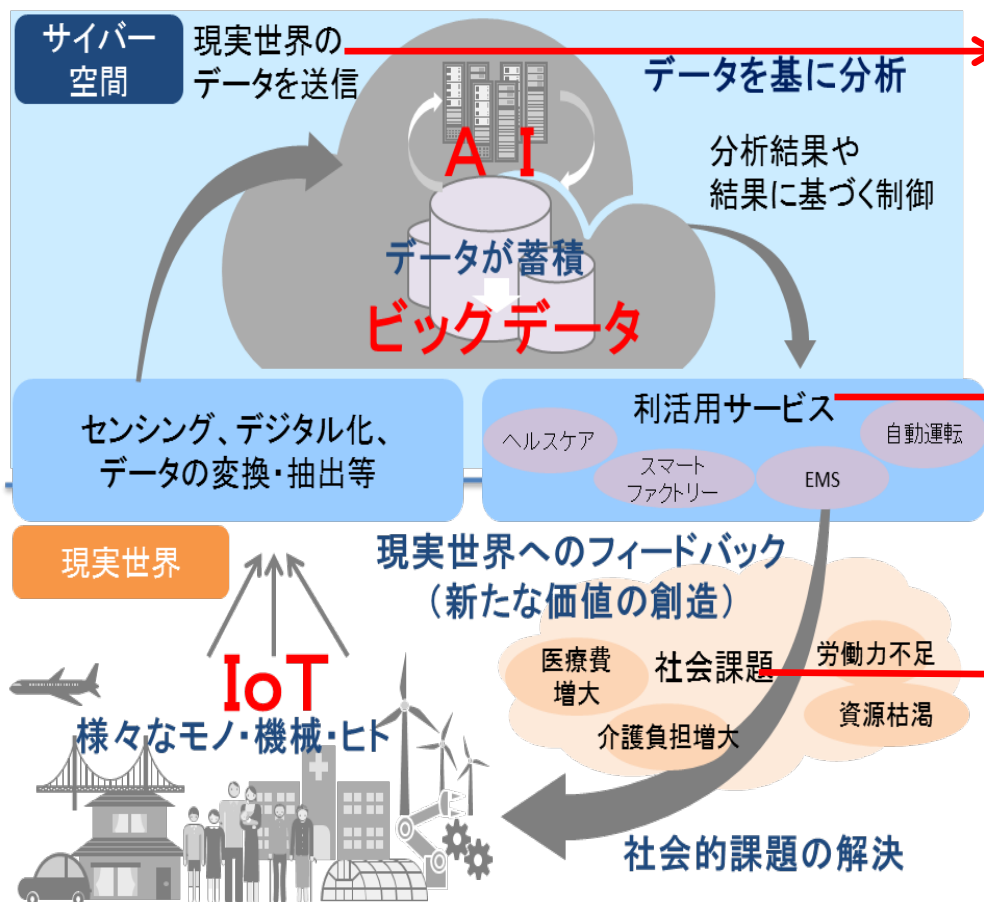 サイバー
空間
現実世界の
データを送信
データを基に分析
AI
分析結果や
結果に基づく制御
データが蓄積
ビックデータ
センシング、デジタル化、
データの変換・抽出等
利活用サービス
ヘルスケア
スマート
ファクトリー
EMS
自動運転
現実世界
現実世界へのフィードバック
(新たな価値の創造)
IoT
様々なモノ・機械・ヒト
医療費
増大
社会課題
労働力不足
介護負担増大
資源枯渇
社会的課題の解決